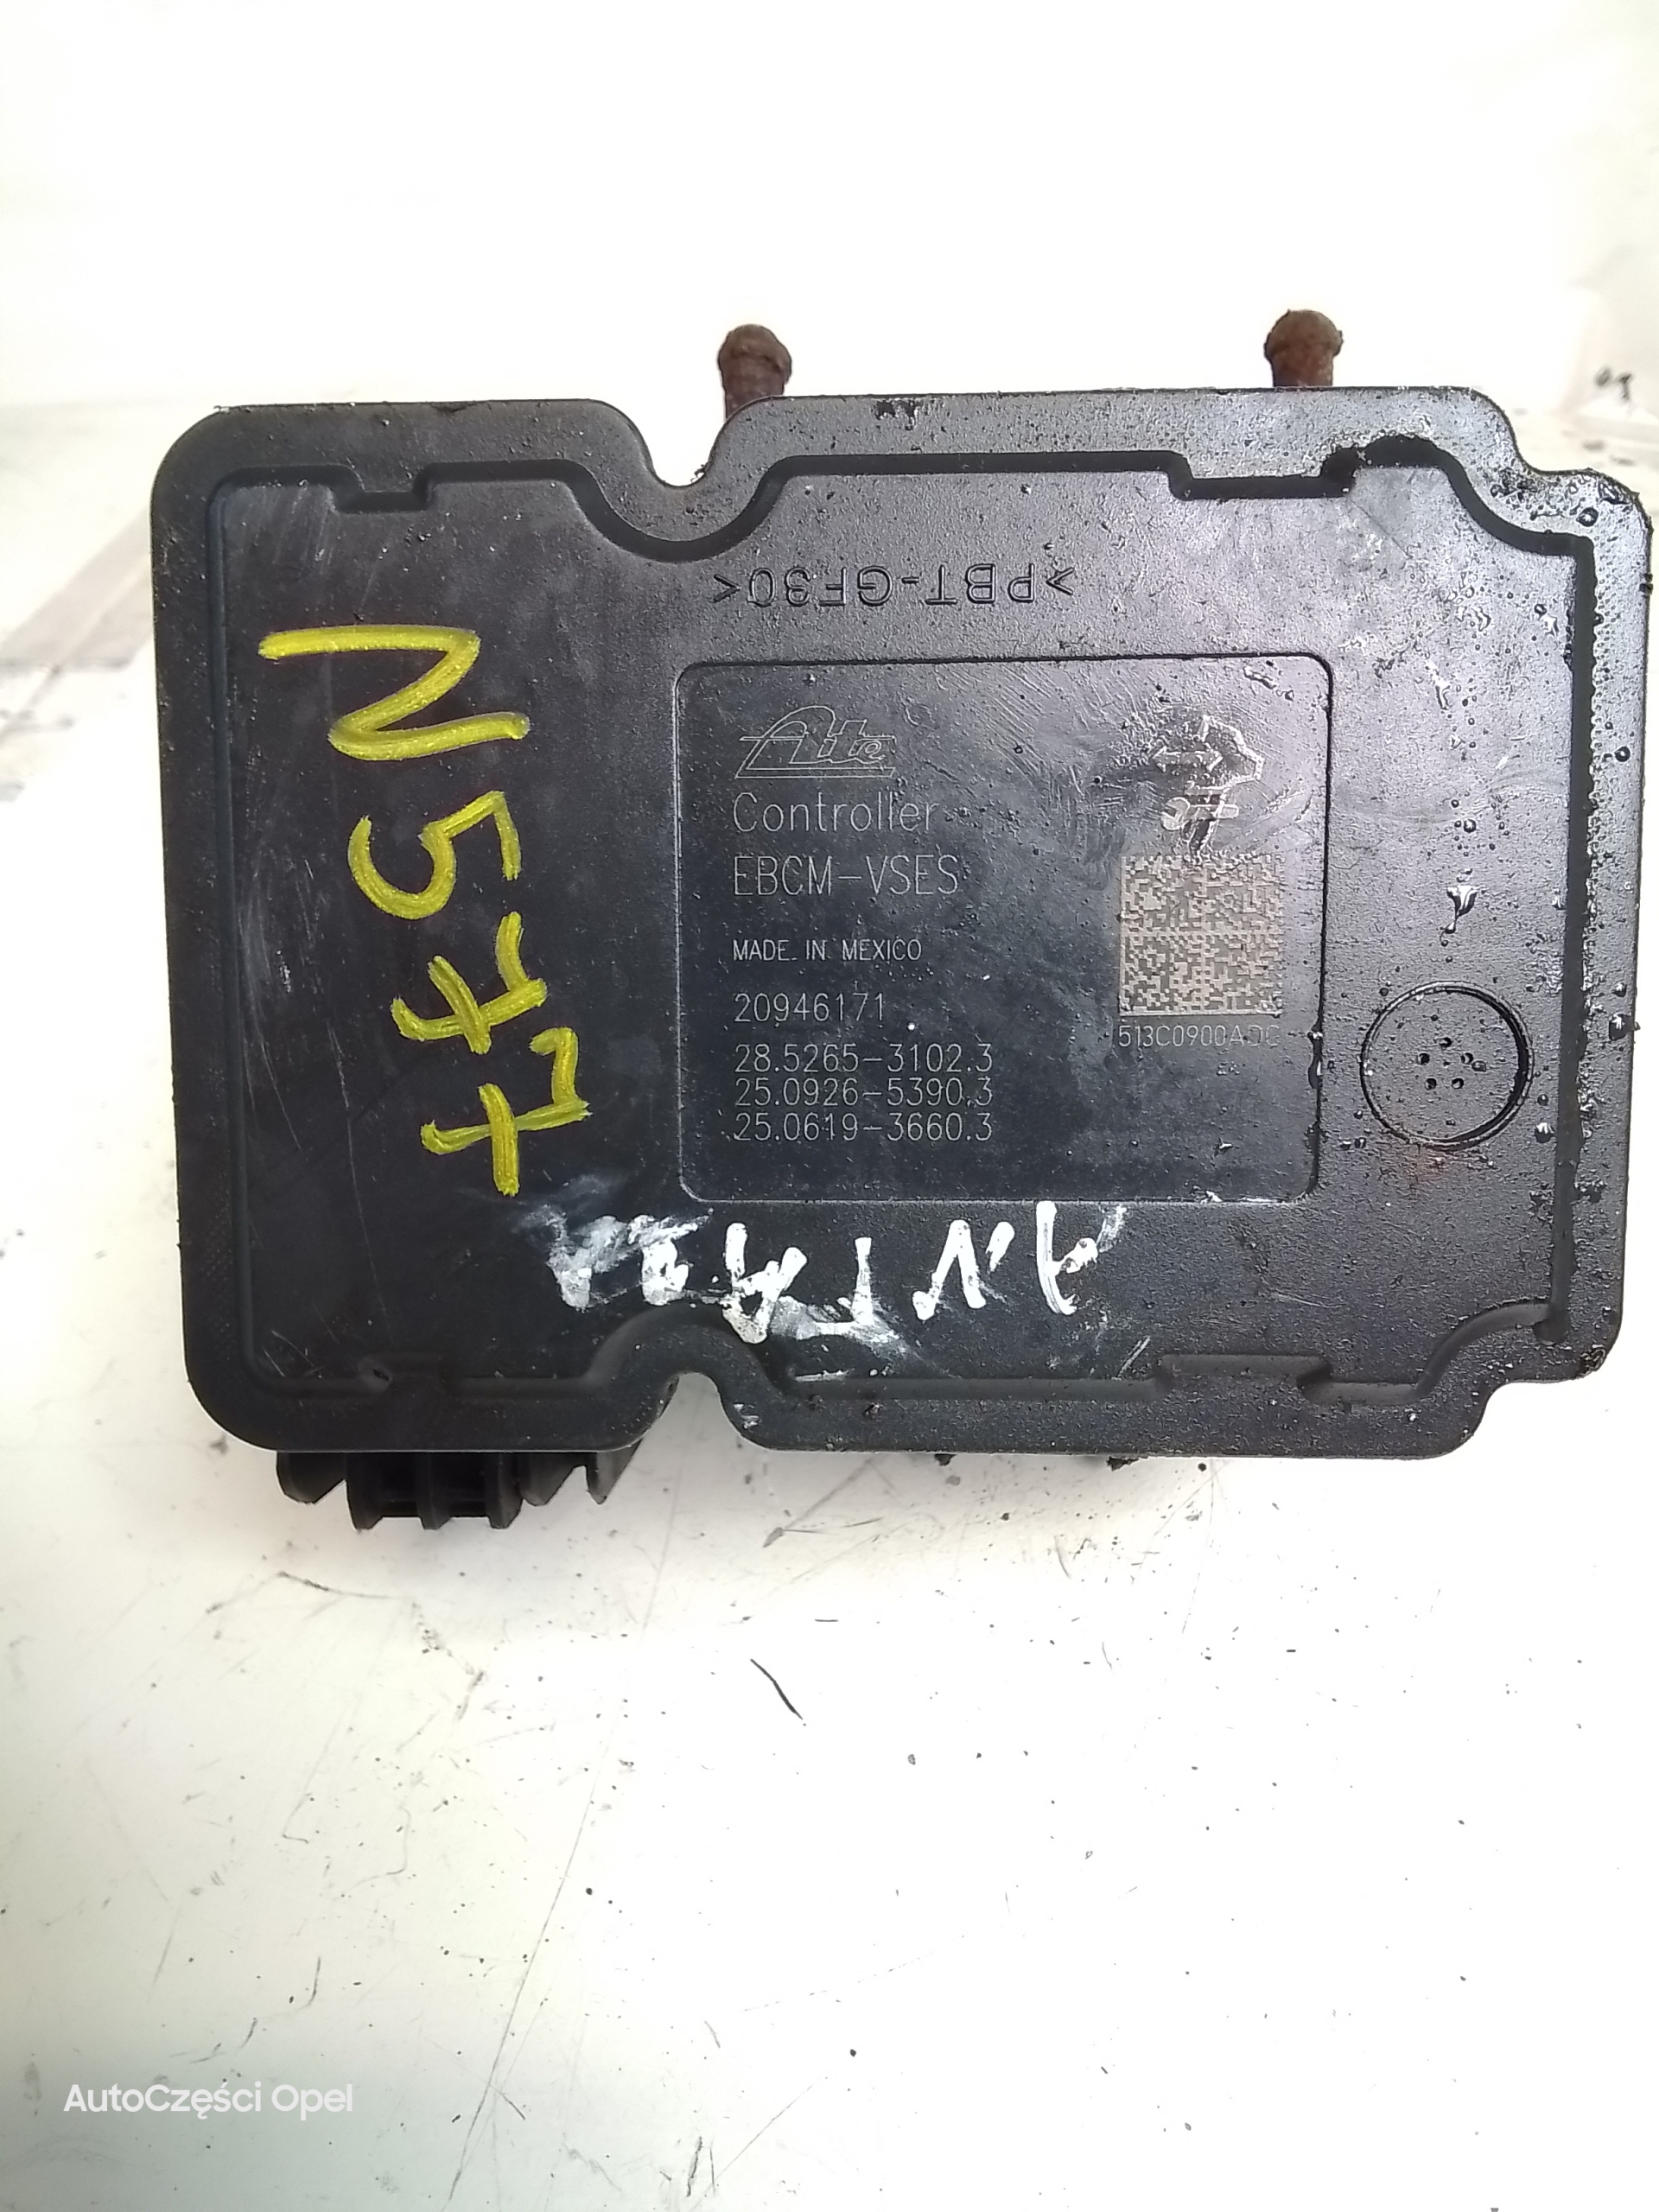 >PBT-GF30<
N577
Ate
Controller
EBCM-VSES
MADE IN MEXICO
20946171
513C0900ADC
28.5265-3102.3
25.0926-5390.3
25.0619-3660.3
AutoCzęści Opel